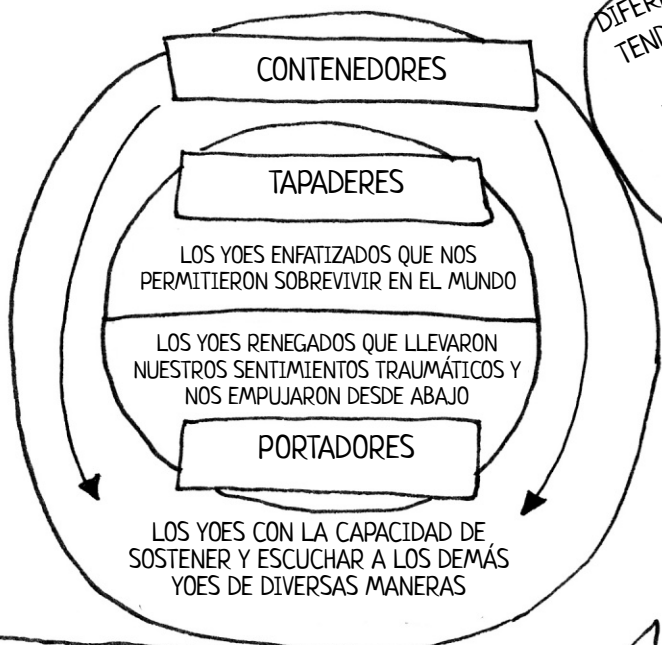 CONTENEDORES
TAPADERES
LOS YOES ENFATIZADOS QUE NOS
PERMITIERON SOBREVIVIR EN EL MUNDO
LOS YOES RENEGADOS QUE LLEVARON
NUESTROS SENTIMIENTOS TRAUMÁTICOS Y
NOS EMPUJARON DESDE ABAJO
PORTADORES
LOS YOES CON LA CAPACIDAD DE
SOSTENER Y ESCUCHAR A LOS DEMÁS
YOES DE DIVERSAS MANERAS